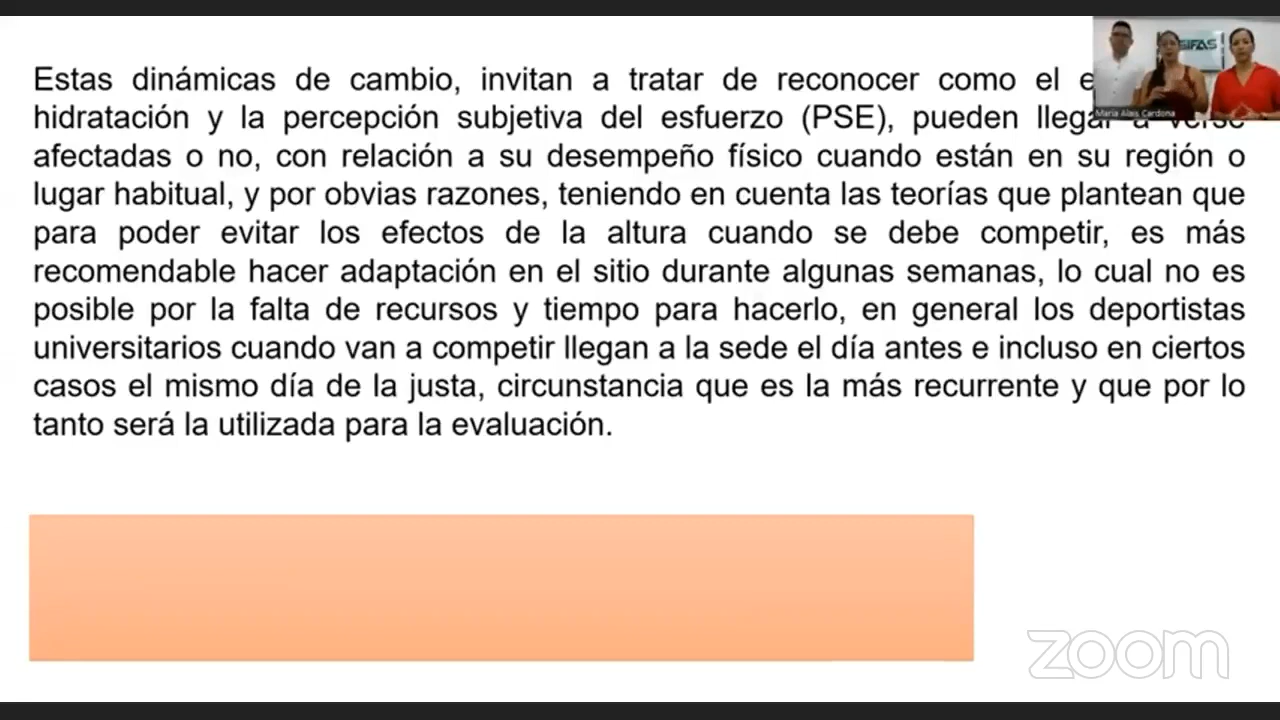 Estas dinámicas de cambio, invitan a tratar de reconocer como el
hidratación y la percepción subjetiva del esfuerzo (PSE), pueden llegar a verse
afectadas o no, con relación a su desempeño físico cuando están en su región o
lugar habitual, y por obvias razones, teniendo en cuenta las teorías que plantean que
para poder evitar los efectos de la altura cuando se debe competir, es más
recomendable hacer adaptación en el sitio durante algunas semanas, lo cual no es
posible por la falta de recursos y tiempo para hacerlo, en general los deportistas
universitarios cuando van a competir llegan a la sede el día antes e incluso en ciertos
casos el mismo día de la justa, circunstancia que es la más recurrente y que por lo
tanto será la utilizada para la evaluación.
Maria Alais Cardona
zoom